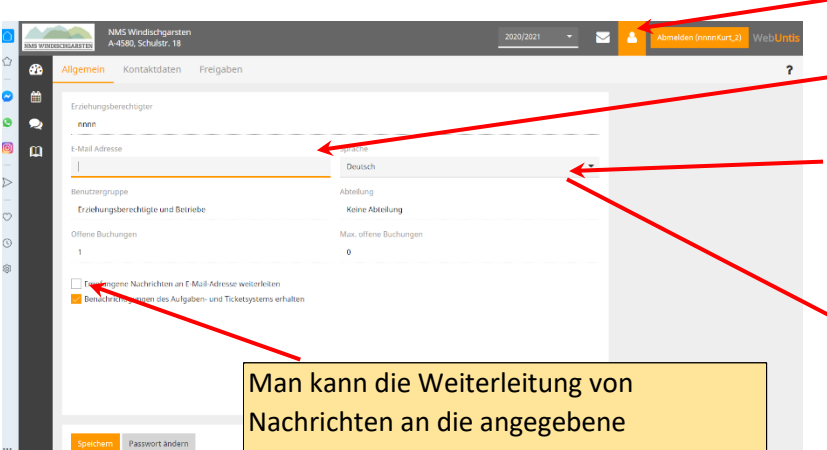 NMS Windischgarsten
A-4580, Schulstr. 18
NMS WINDISCHGARSTEN
2020/2021
Abmelden (nnnnKurt_2)
WebUntis
Allgemein Kontaktdaten Freigaben
?
Erziehungsberechtigter
nnnn
E-Mail Adresse
Sprache
Deutsch
Benutzergruppe
Abteilung
Erziehungsberechtigte und Betriebe
Keine Abteilung
Offene Buchungen
Max. offene Buchungen
1
0
Empfangene Nachrichten an E-Mail-Adresse weiterleiten
Benachrichtigungen des Aufgaben- und Ticketsystems erhalten
Man kann die Weiterleitung von
Nachrichten an die angegebene
Speichern Passwort ändern